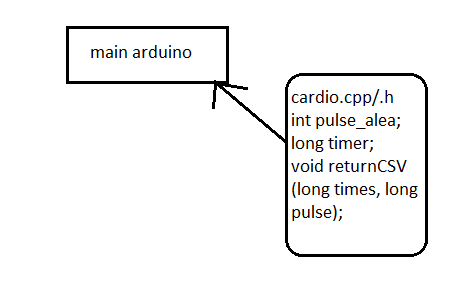 main arduino
cardio.cpp/.h
int pulse_alea;
long timer;
void returnCSV
(long times, long
pulse);